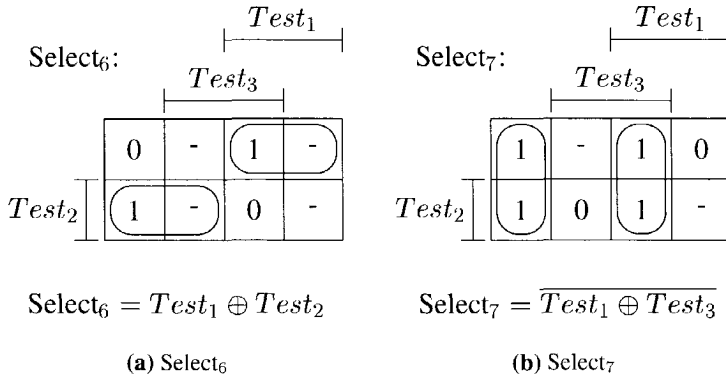 Test₁
Select₆:
Test₃
0 - 1 -
Test₂
1 - 0 -
Select₆ = Test₁ ⊕ Test₂
(a) Select₆
Test₁
Select₇:
Test₃
1 - 1 0
Test₂
1 0 1 -
Select₇ = \overline{Test₁ ⊕ Test₃}
(b) Select₇